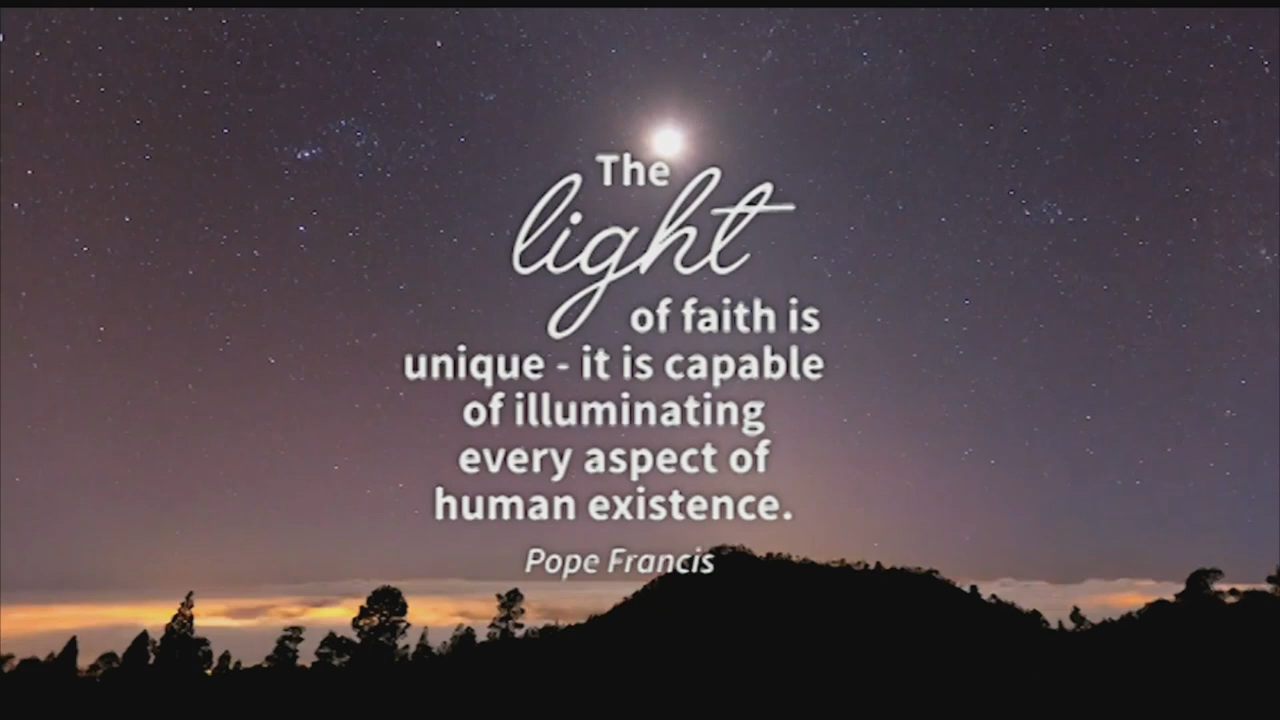 The
light
of faith is
unique - it is capable
of illuminating
every aspect of
human existence.
Pope Francis